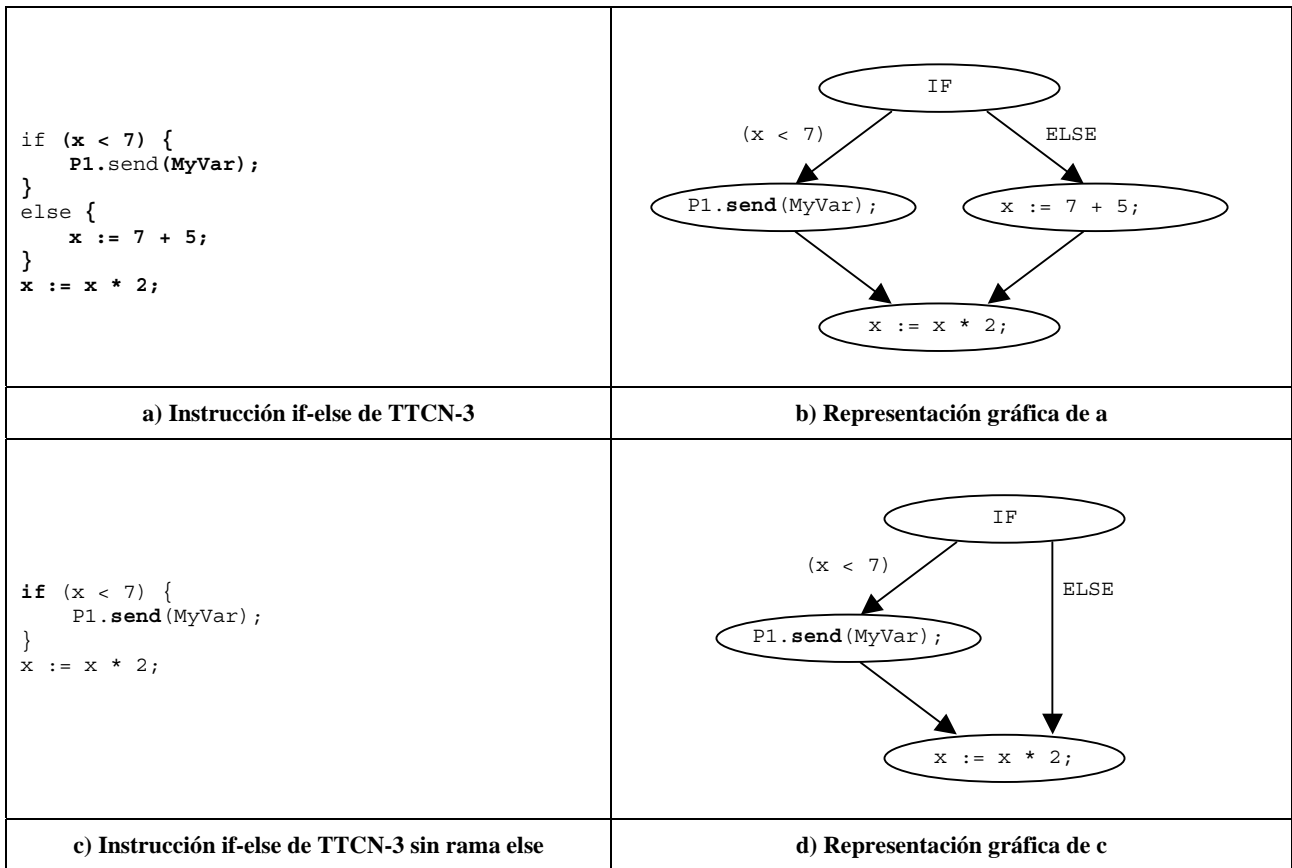 if (x < 7) {
P1.send(MyVar);
}
else {
x := 7 + 5;
}
x := x * 2;
IF
(x < 7)
ELSE
P1.send(MyVar);
x := 7 + 5;
x := x * 2;
a) Instrucción if-else de TTCN-3
b) Representación gráfica de a
if (x < 7) {
P1.send(MyVar);
}
x := x * 2;
IF
(x < 7)
ELSE
P1.send(MyVar);
x := x * 2;
c) Instrucción if-else de TTCN-3 sin rama else
d) Representación gráfica de c